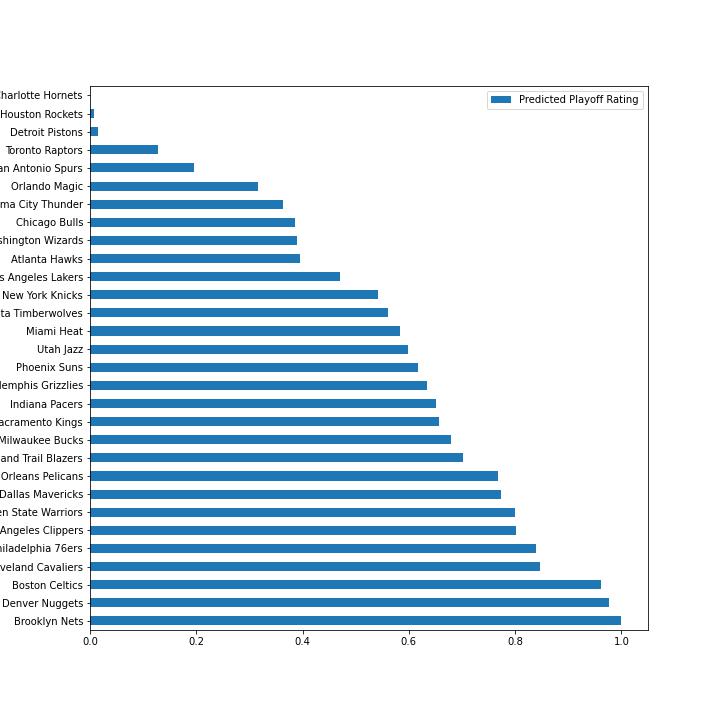 Predicted Playoff Rating
harlotte Hornets
Houston Rockets
Detroit Pistons
Toronto Raptors
an Antonio Spurs
Orlando Magic
ma City Thunder
Chicago Bulls
shington Wizards
Atlanta Hawks
s Angeles Lakers
New York Knicks
ta Timberwolves
Miami Heat
Utah Jazz
Phoenix Suns
emphis Grizzlies
Indiana Pacers
acramento Kings
Milwaukee Bucks
and Trail Blazers
Orleans Pelicans
Dallas Mavericks
en State Warriors
Angeles Clippers
hiladelphia 76ers
veland Cavaliers
Boston Celtics
Denver Nuggets
Brooklyn Nets
0.0 0.2 0.4 0.6 0.8 1.0